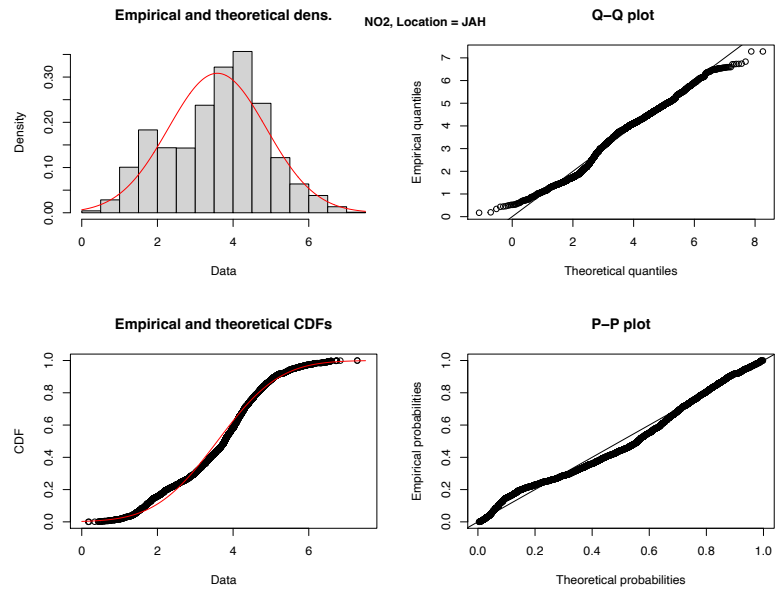 NO2, Location = JAH
Empirical and theoretical dens.
Density
0.00
0.10
0.20
0.30
0 2 4 6
Data
Q−Q plot
Empirical quantiles
0
1
2
3
4
5
6
7
0 2 4 6 8
Theoretical quantiles
Empirical and theoretical CDFs
CDF
0.0
0.2
0.4
0.6
0.8
1.0
0 2 4 6
Data
P−P plot
Empirical probabilities
0.0
0.2
0.4
0.6
0.8
1.0
0.0 0.2 0.4 0.6 0.8 1.0
Theoretical probabilities